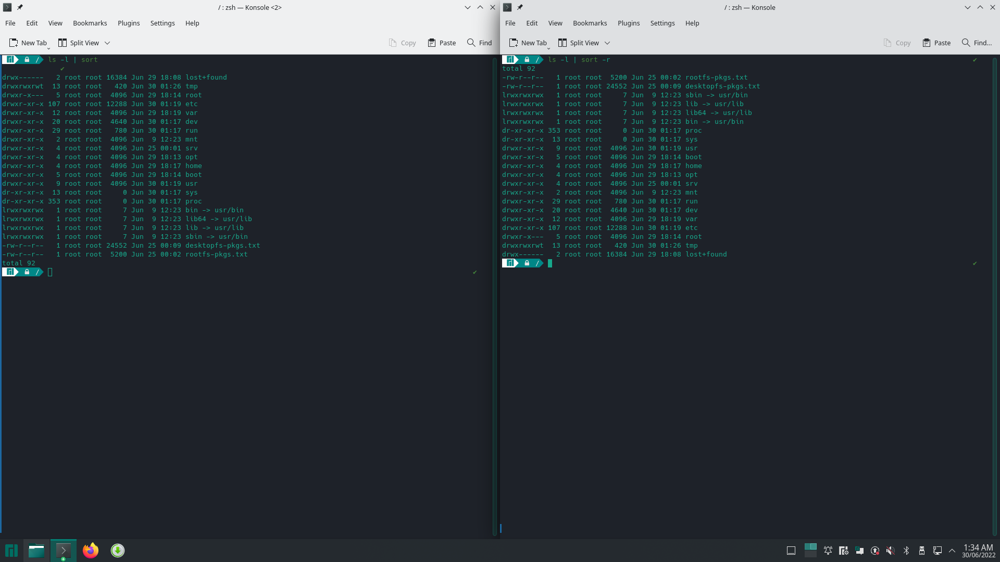 / : zsh — Konsole <2>
File Edit View Bookmarks Plugins Settings Help
New Tab Split View Copy Paste Find
/ ls -l | sort
✔
drwx------   2 root root 16384 Jun 29 18:08 lost+found
drwxrwxrwt  13 root root   420 Jun 30 01:26 tmp
drwxr-x---   5 root root  4096 Jun 29 18:14 root
drwxr-xr-x 107 root root 12288 Jun 30 01:19 etc
drwxr-xr-x  12 root root  4096 Jun 29 18:19 var
drwxr-xr-x  20 root root  4640 Jun 30 01:17 dev
drwxr-xr-x  29 root root   780 Jun 30 01:17 run
drwxr-xr-x   2 root root  4096 Jun  9 12:23 mnt
drwxr-xr-x   4 root root  4096 Jun 25 00:01 srv
drwxr-xr-x   4 root root  4096 Jun 29 18:13 opt
drwxr-xr-x   4 root root  4096 Jun 29 18:17 home
drwxr-xr-x   5 root root  4096 Jun 29 18:14 boot
drwxr-xr-x   9 root root  4096 Jun 30 01:19 usr
dr-xr-xr-x  13 root root     0 Jun 30 01:17 sys
dr-xr-xr-x 353 root root     0 Jun 30 01:17 proc
lrwxrwxrwx   1 root root     7 Jun  9 12:23 bin -> usr/bin
lrwxrwxrwx   1 root root     7 Jun  9 12:23 lib64 -> usr/lib
lrwxrwxrwx   1 root root     7 Jun  9 12:23 lib -> usr/lib
lrwxrwxrwx   1 root root     7 Jun  9 12:23 sbin -> usr/bin
-rw-r--r--   1 root root 24552 Jun 25 00:09 desktopfs-pkgs.txt
-rw-r--r--   1 root root  5200 Jun 25 00:02 rootfs-pkgs.txt
total 92
/ ✔
/ : zsh — Konsole
File Edit View Bookmarks Plugins Settings Help
New Tab Split View Copy Paste Find...
/ ls -l | sort -r ✔
total 92
-rw-r--r--   1 root root  5200 Jun 25 00:02 rootfs-pkgs.txt
-rw-r--r--   1 root root 24552 Jun 25 00:09 desktopfs-pkgs.txt
lrwxrwxrwx   1 root root     7 Jun  9 12:23 sbin -> usr/bin
lrwxrwxrwx   1 root root     7 Jun  9 12:23 lib -> usr/lib
lrwxrwxrwx   1 root root     7 Jun  9 12:23 lib64 -> usr/lib
lrwxrwxrwx   1 root root     7 Jun  9 12:23 bin -> usr/bin
dr-xr-xr-x 353 root root     0 Jun 30 01:17 proc
dr-xr-xr-x  13 root root     0 Jun 30 01:17 sys
drwxr-xr-x   9 root root  4096 Jun 30 01:19 usr
drwxr-xr-x   5 root root  4096 Jun 29 18:14 boot
drwxr-xr-x   4 root root  4096 Jun 29 18:17 home
drwxr-xr-x   4 root root  4096 Jun 29 18:13 opt
drwxr-xr-x   4 root root  4096 Jun 25 00:01 srv
drwxr-xr-x   2 root root  4096 Jun  9 12:23 mnt
drwxr-xr-x  29 root root   780 Jun 30 01:17 run
drwxr-xr-x  20 root root  4640 Jun 30 01:17 dev
drwxr-xr-x  12 root root  4096 Jun 29 18:19 var
drwxr-xr-x 107 root root 12288 Jun 30 01:19 etc
drwxr-x---   5 root root  4096 Jun 29 18:14 root
drwxrwxrwt  13 root root   420 Jun 30 01:26 tmp
drwx------   2 root root 16384 Jun 29 18:08 lost+found
/ ✔
1:34 AM
30/06/2022